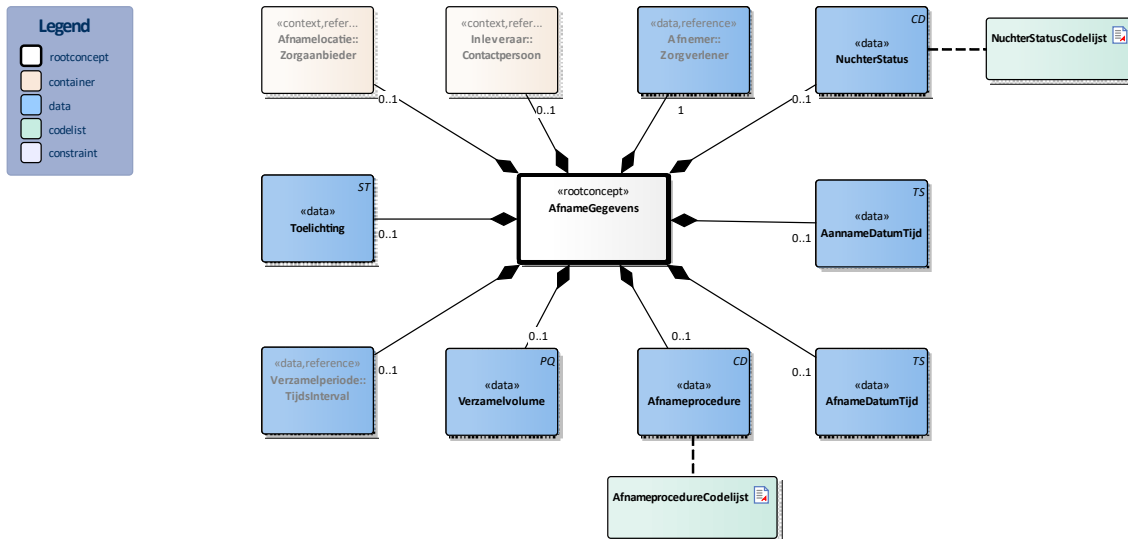 Legend
rootconcept
container
data
codelist
constraint
«context,refer...
Afnamelocatie::
Zorgaanbieder
0..1
«context,refer...
Inleveraar::
Contactpersoon
0..1
«data,reference»
Afnemer::
Zorgverlener
1
CD
«data»
NuchterStatus
0..1
NuchterStatusCodelijst
ST
«data»
Toelichting
0..1
«rootconcept»
AfnameGegevens
TS
«data»
AannameDatumTijd
0..1
«data,reference»
Verzamelperiode::
TijdsInterval
0..1
PQ
«data»
Verzamelvolume
0..1
CD
«data»
Afnameprocedure
0..1
TS
«data»
AfnameDatumTijd
0..1
AfnameprocedureCodelijst